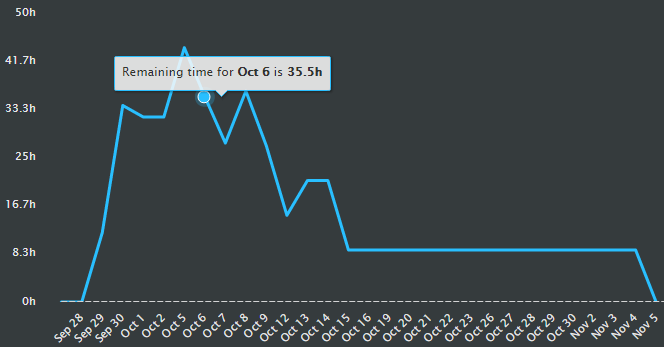 50h
41.7h
Remaining time for Oct 6 is 35.5h
33.3h
25h
16.7h
8.3h
0h
Sep 28
Sep 29
Sep 30
Oct 1
Oct 2
Oct 5
Oct 6
Oct 7
Oct 8
Oct 9
Oct 12
Oct 13
Oct 14
Oct 15
Oct 16
Oct 19
Oct 20
Oct 21
Oct 22
Oct 23
Oct 26
Oct 27
Oct 28
Oct 29
Oct 30
Nov 2
Nov 3
Nov 4
Nov 5